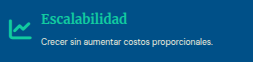 Escalabilidad
Crecer sin aumentar costos proporcionales.